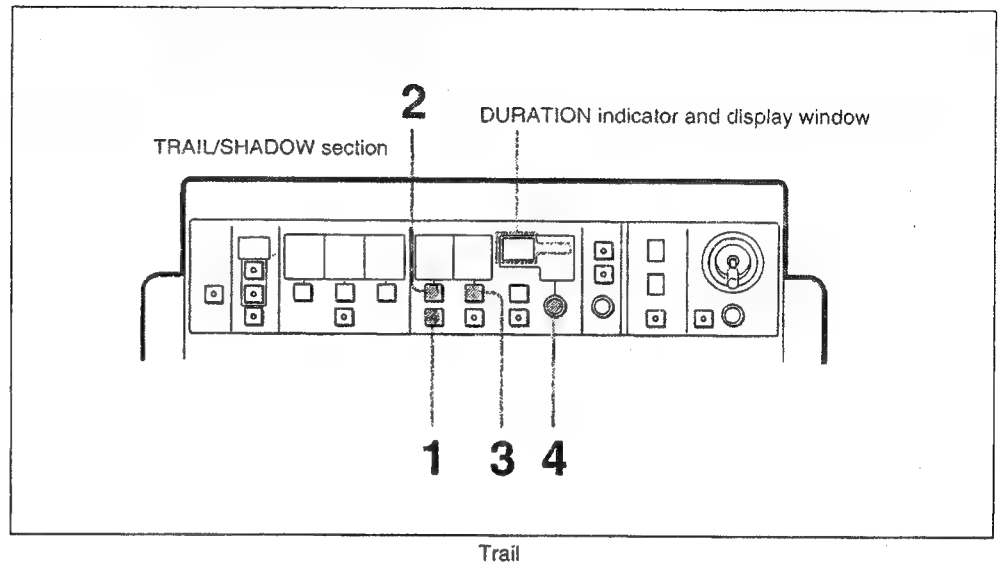 2
DURATION indicator and display window
TRAIL/SHADOW section
1 3 4
Trail